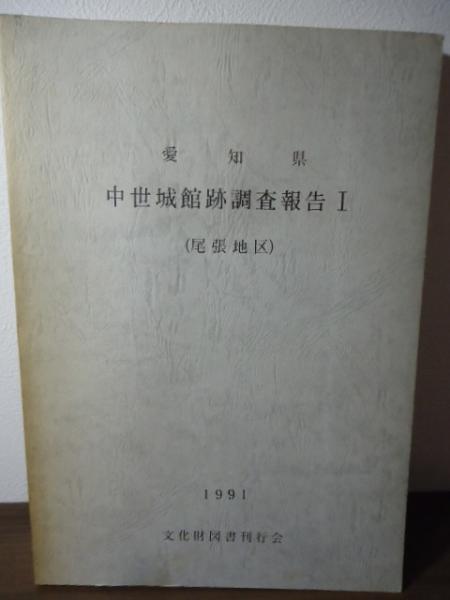 愛知県
中世城館跡調査報告Ⅰ
(尾張地区)
1991
文化財図書刊行会